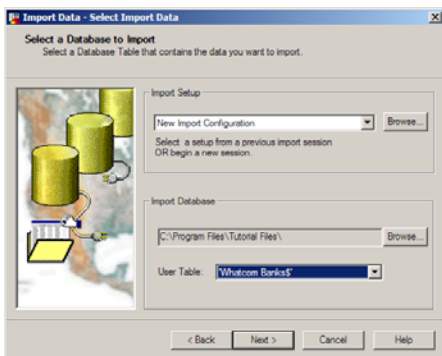 Import Data - Select Import Data
Select a Database to Import
Select a Database Table that contains the data you want to import.
Import Setup
New Import Configuration
Browse...
Select a setup from a previous import session
OR begin a new session.
Import Database
C:\Program Files\Tutorial Files\
Browse...
User Table:
'Whatcom Banks$'
< Back
Next >
Cancel
Help